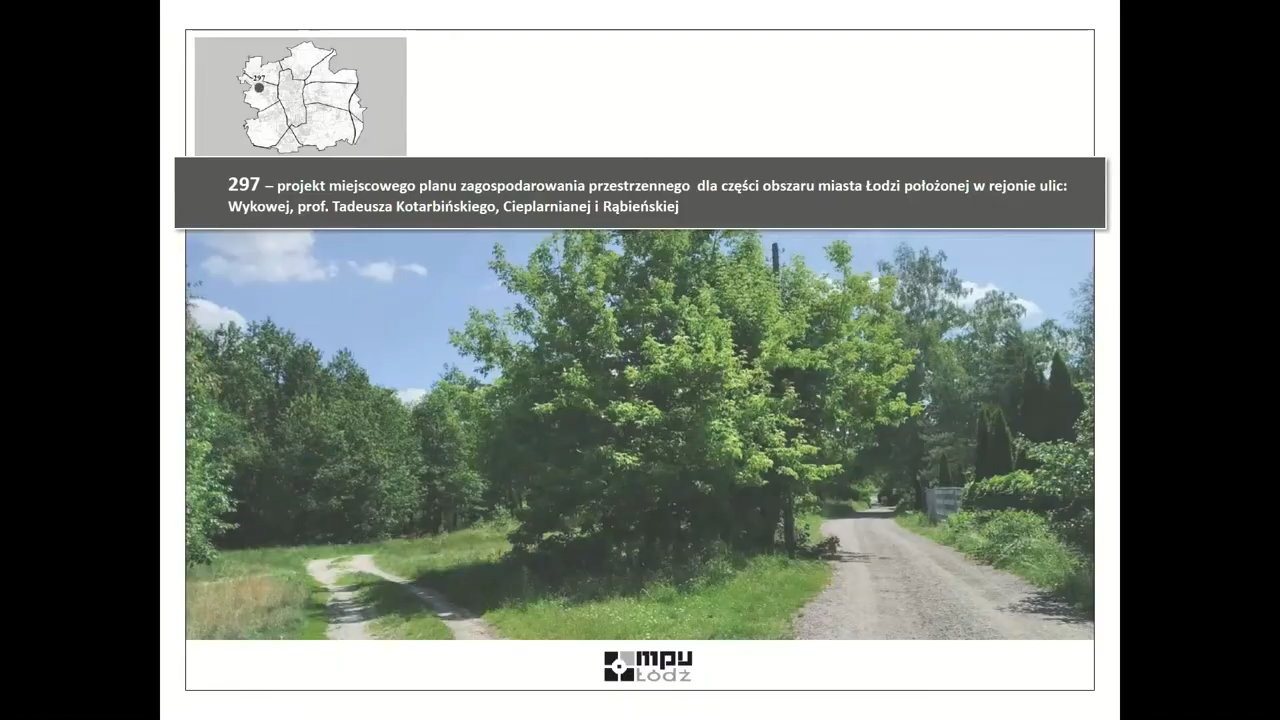 297
297 – projekt miejscowego planu zagospodarowania przestrzennego dla części obszaru miasta Łodzi położonej w rejonie ulic:
Wykowej, prof. Tadeusza Kotarbińskiego, Cieplarnianej i Rąbieńskiej
mpu
Łódź